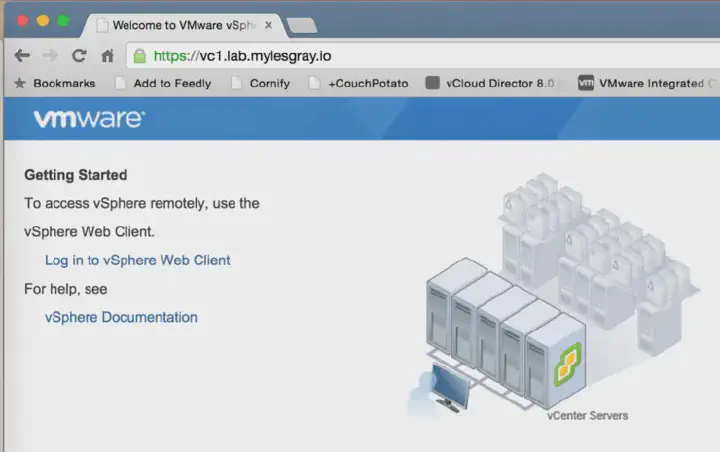 Welcome to VMware vSph
https://vc1.lab.mylesgray.io
Bookmarks Add to Feedly Cornify +CouchPotato vCloud Director 8.0 vm VMware Integrated
vmware
Getting Started
To access vSphere remotely, use the
vSphere Web Client.
Log in to vSphere Web Client
For help, see
vSphere Documentation
vCenter Servers